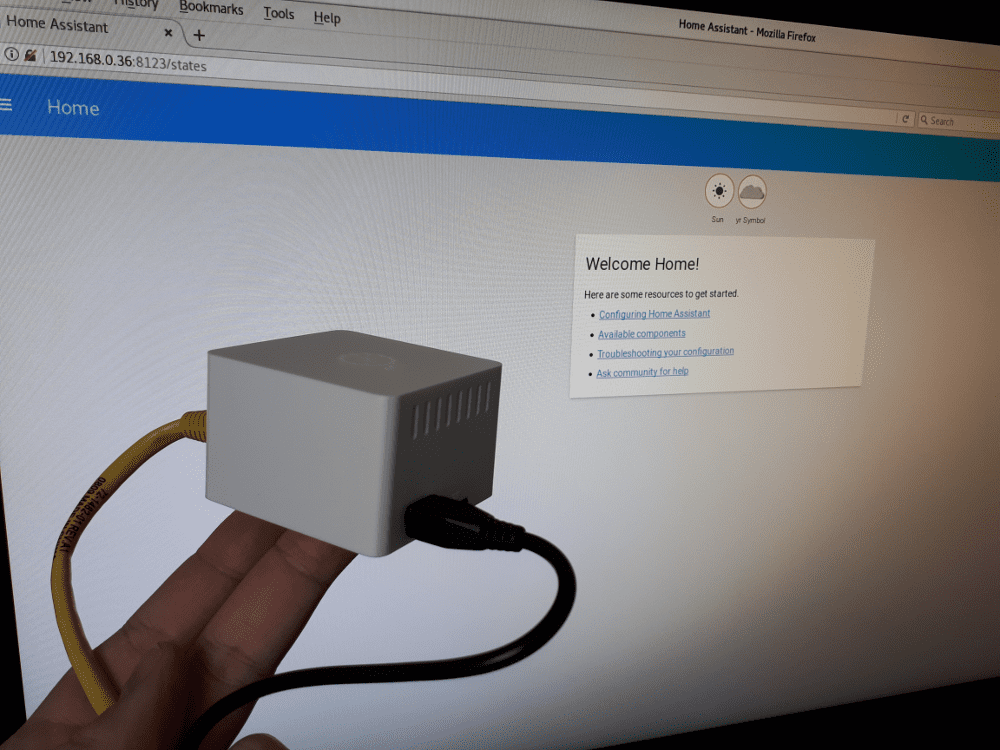 History Bookmarks Tools Help
Home Assistant - Mozilla Firefox
Home Assistant × +
192.168.0.36:8123/states
Search
Home
Sun yr Symbol
Welcome Home!
Here are some resources to get started.
• Configuring Home Assistant
• Available components
• Troubleshooting your configuration
• Ask community for help